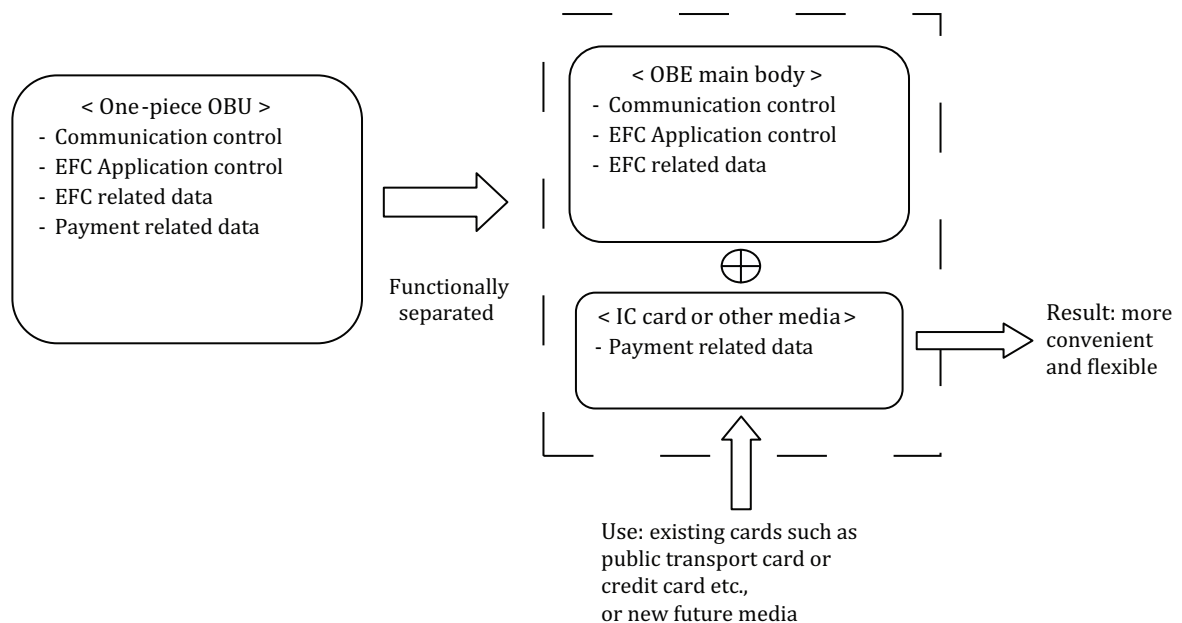 < One-piece OBU >
- Communication control
- EFC Application control
- EFC related data
- Payment related data
Functionally
separated
< OBE main body >
- Communication control
- EFC Application control
- EFC related data
< IC card or other media >
- Payment related data
Result: more
convenient
and flexible
Use: existing cards such as
public transport card or
credit card etc.,
or new future media